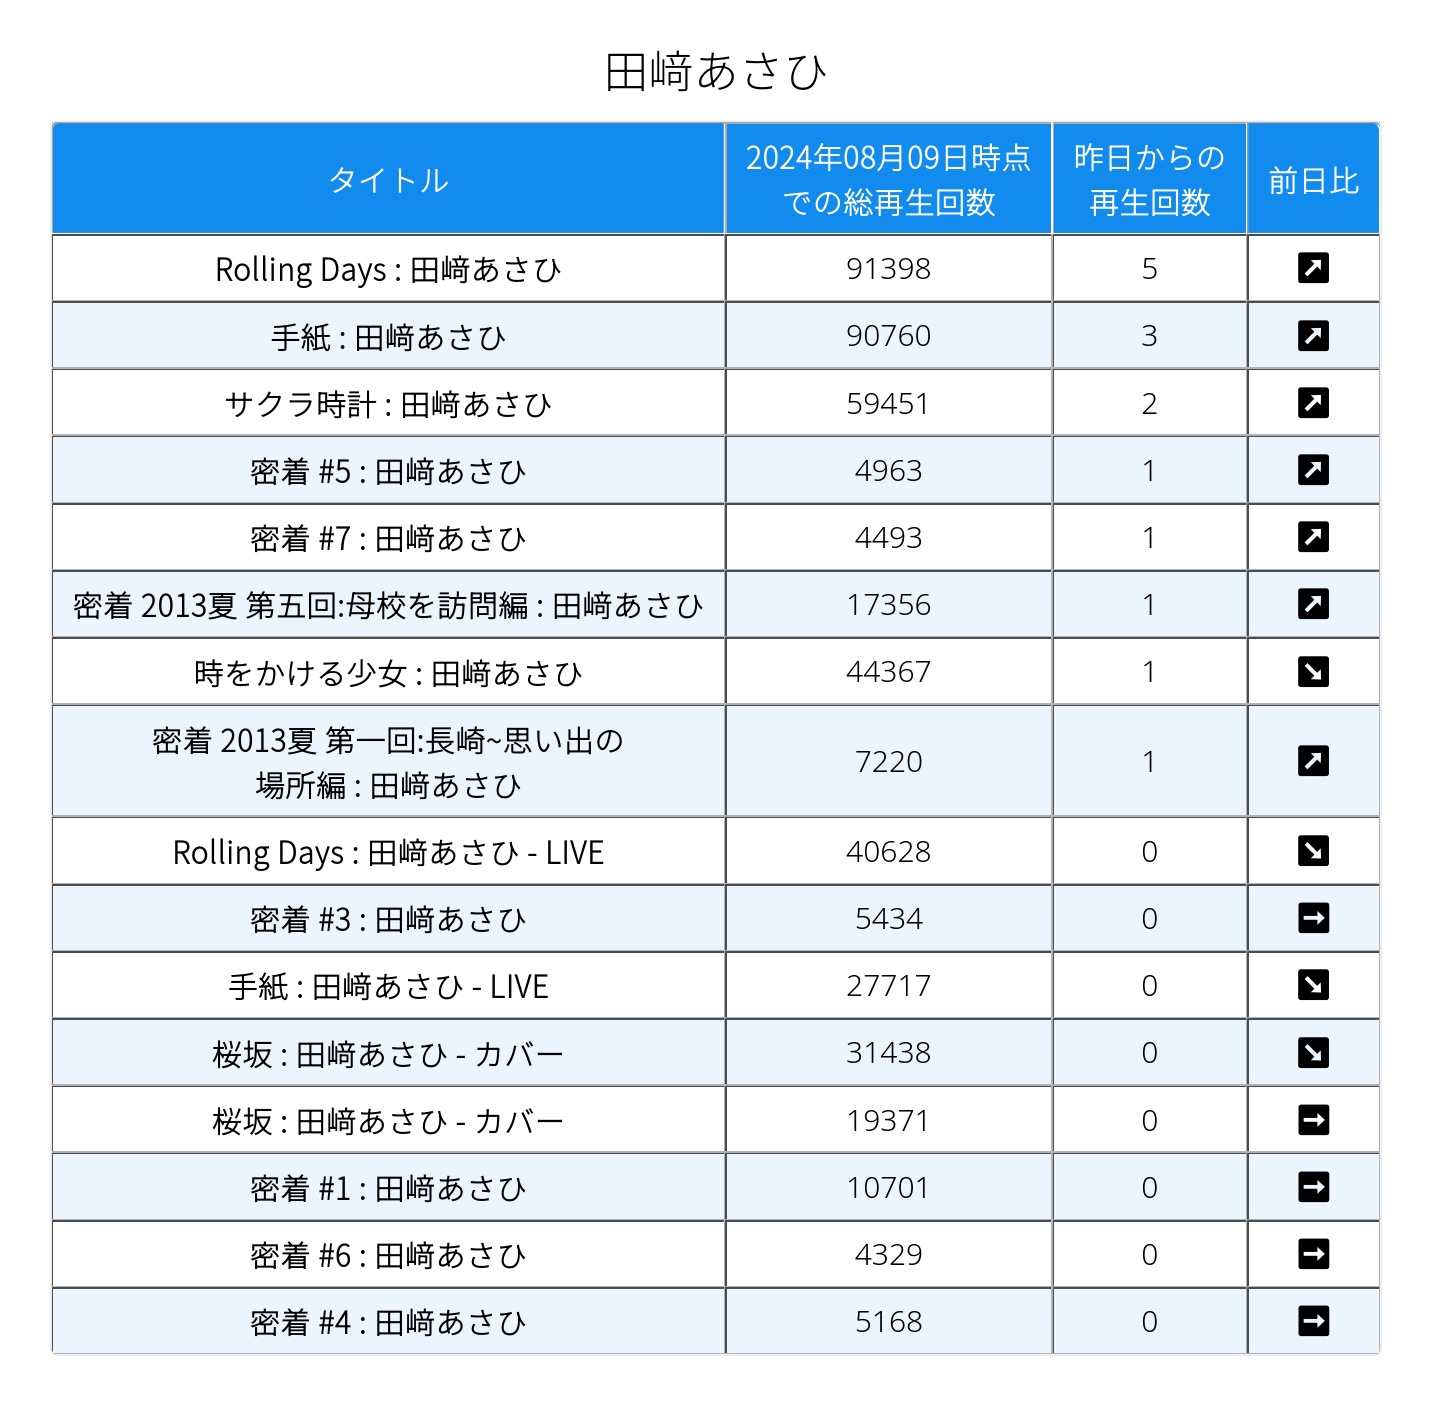 田﨑あさひ
タイトル
2024年08月09日時点
での総再生回数
昨日からの
再生回数
前日比
Rolling Days : 田﨑あさひ
91398
5
手紙 : 田﨑あさひ
90760
3
サクラ時計 : 田﨑あさひ
59451
2
密着 #5 : 田﨑あさひ
4963
1
密着 #7 : 田﨑あさひ
4493
1
密着 2013夏 第五回:母校を訪問編 : 田﨑あさひ
17356
1
時をかける少女 : 田﨑あさひ
44367
1
密着 2013夏 第一回:長崎~思い出の
場所編 : 田﨑あさひ
7220
1
Rolling Days : 田﨑あさひ - LIVE
40628
0
密着 #3 : 田﨑あさひ
5434
0
手紙 : 田﨑あさひ - LIVE
27717
0
桜坂 : 田﨑あさひ - カバー
31438
0
桜坂 : 田﨑あさひ - カバー
19371
0
密着 #1 : 田﨑あさひ
10701
0
密着 #6 : 田﨑あさひ
4329
0
密着 #4 : 田﨑あさひ
5168
0